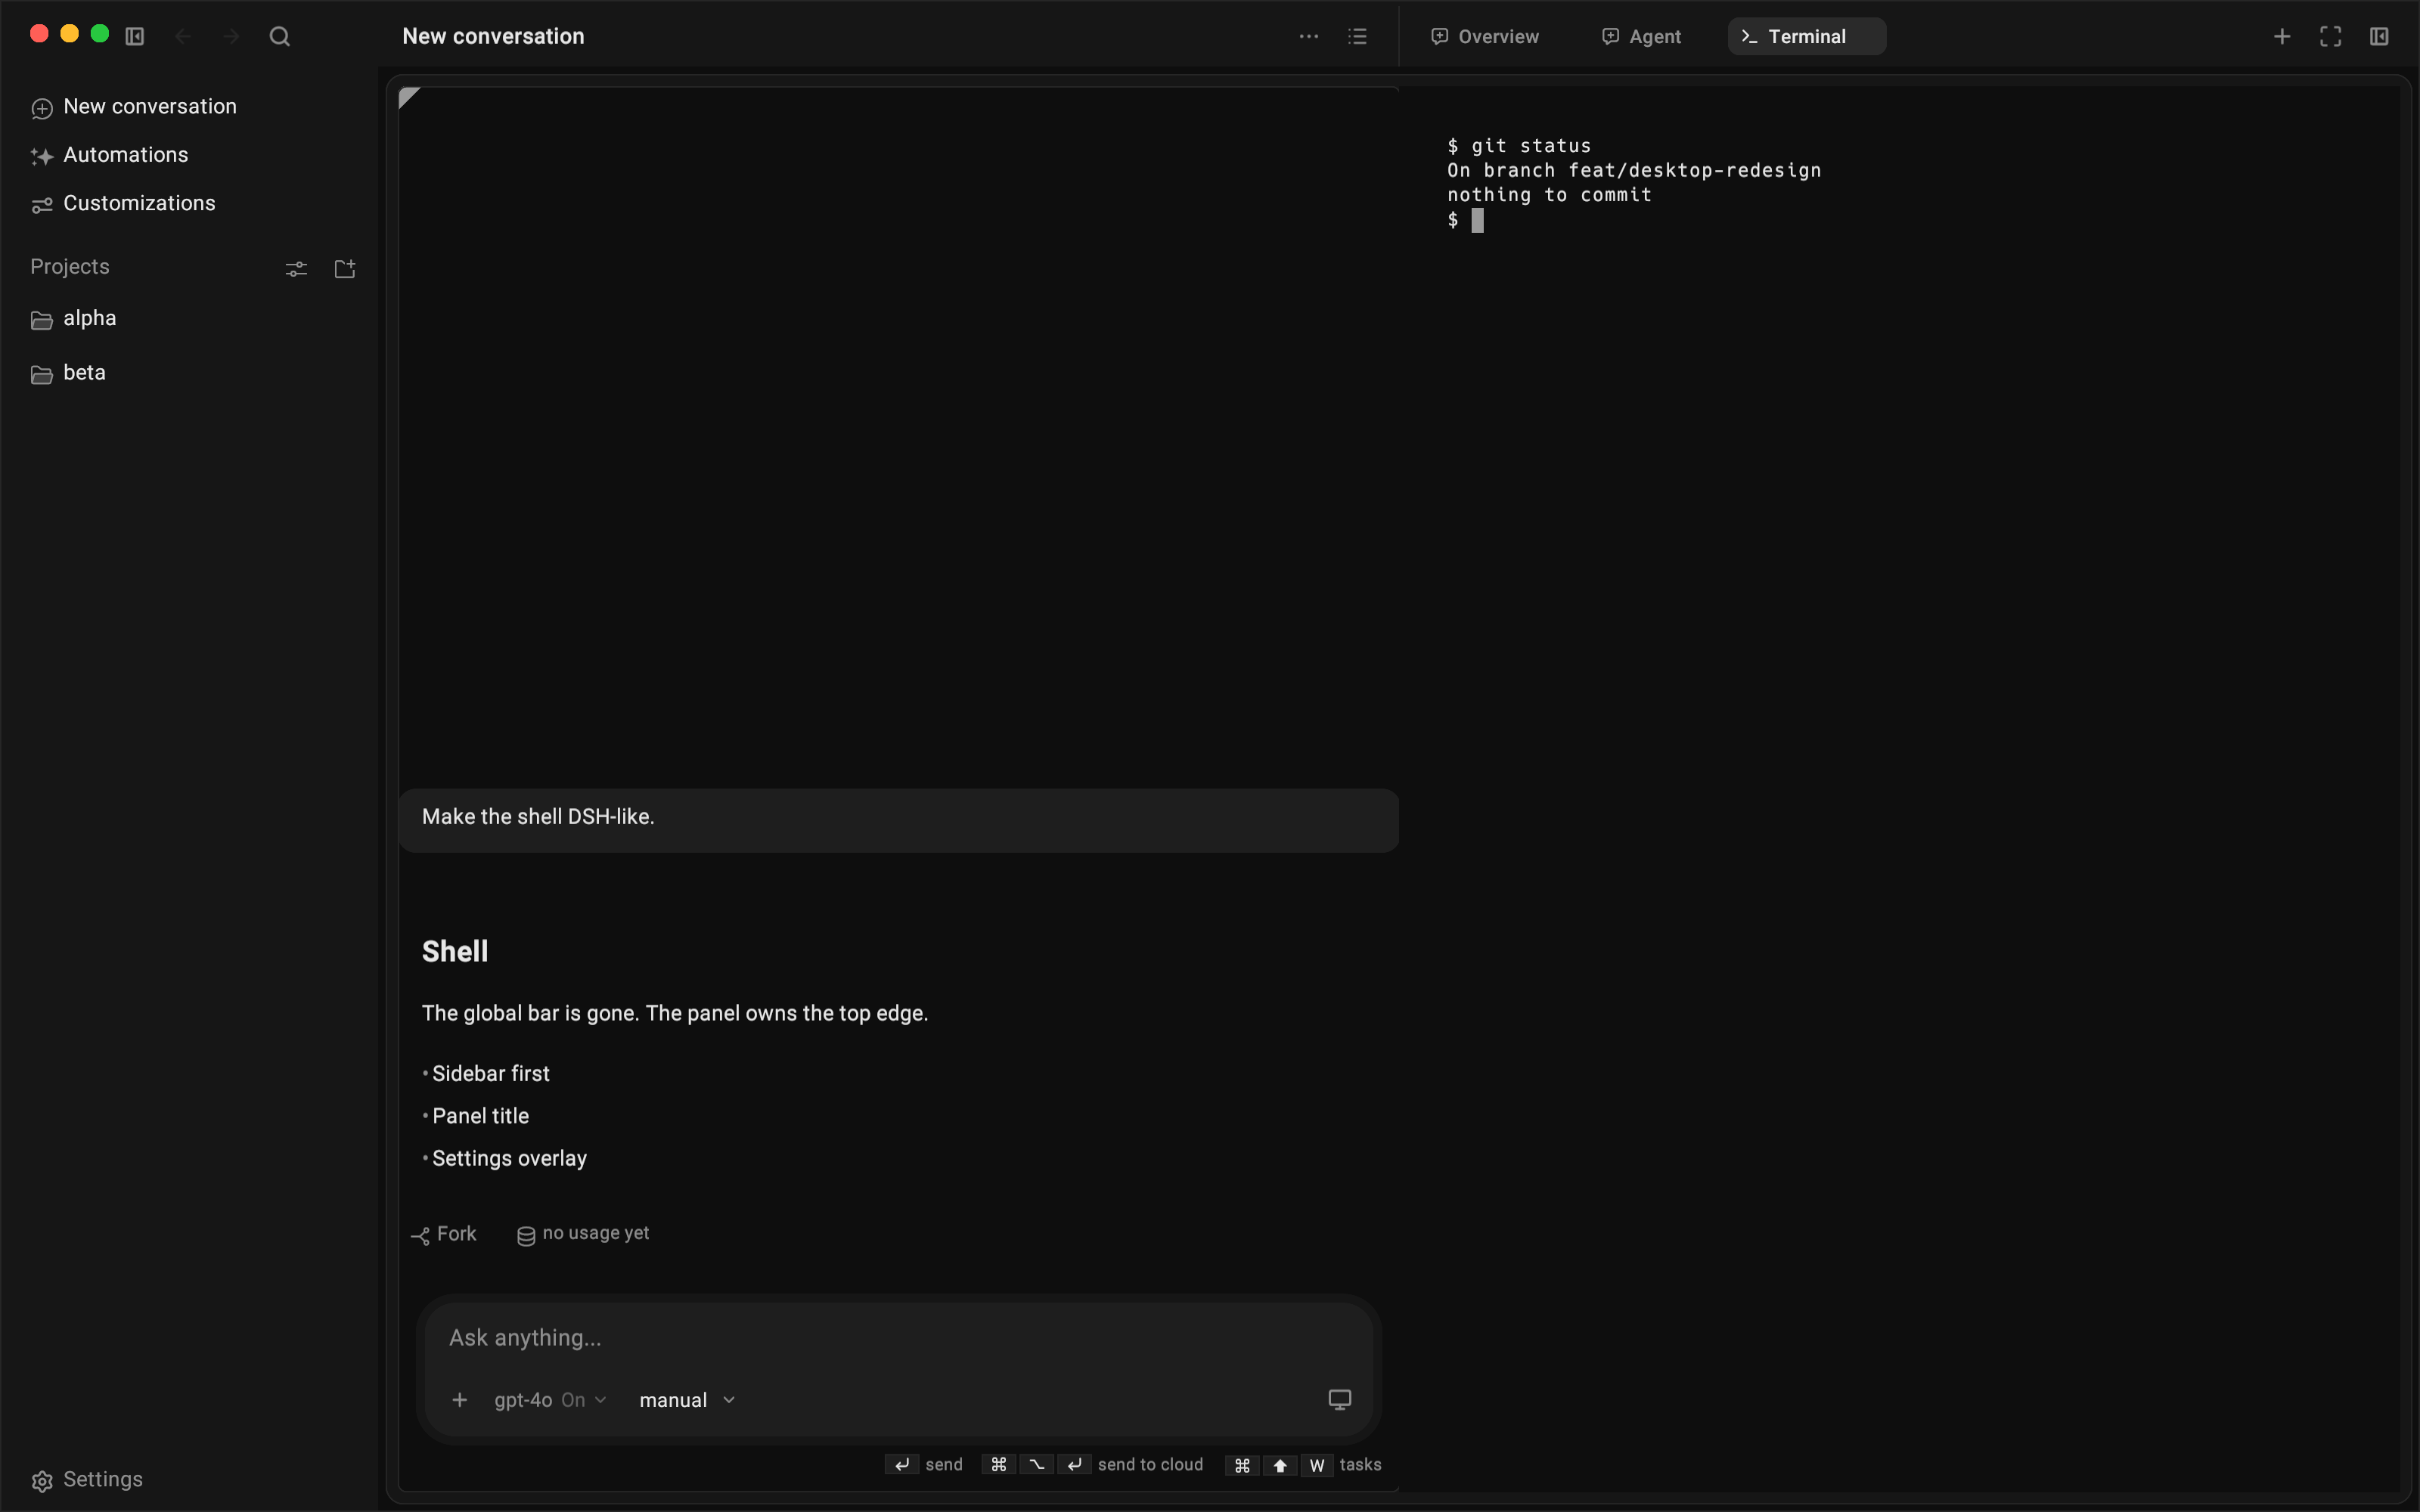 New conversation
Overview
Agent
Terminal
New conversation
Automations
Customizations
Projects
alpha
beta
$ git status
On branch feat/desktop-redesign
nothing to commit
$
Make the shell DSH-like.
Shell
The global bar is gone. The panel owns the top edge.
• Sidebar first
• Panel title
• Settings overlay
Fork no usage yet
Ask anything...
gpt-4o On manual
send ⌘ ⌥ send to cloud ⌘ W tasks
Settings